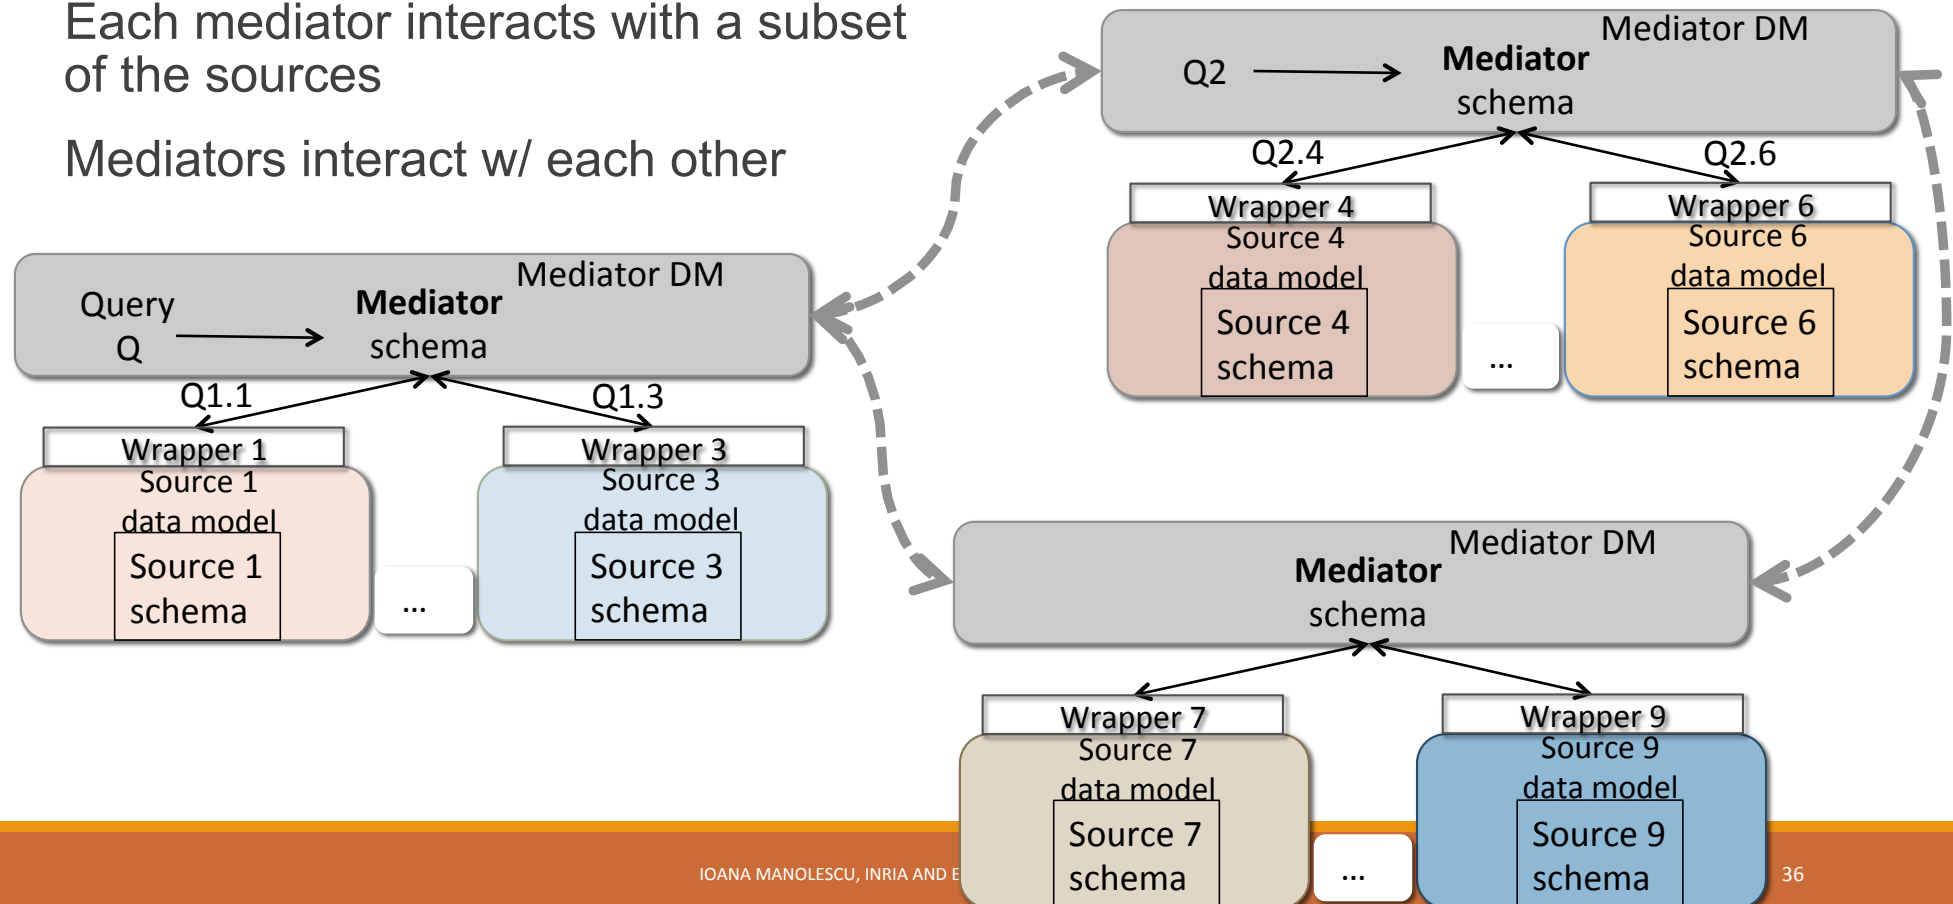 Each mediator interacts with a subset
of the sources
Mediators interact w/ each other
Mediator DM
Q2
Mediator
schema
Q2.4
Q2.6
Wrapper 4
Source 4
data model
Source 4
schema
...
Wrapper 6
Source 6
data model
Source 6
schema
Mediator DM
Query
Q
Mediator
schema
Q1.1
Q1.3
Wrapper 1
Source 1
data model
Source 1
schema
...
Wrapper 3
Source 3
data model
Source 3
schema
Mediator DM
Mediator
schema
Wrapper 7
Source 7
data model
Source 7
schema
...
Wrapper 9
Source 9
data model
Source 9
schema
IOANA MANOLESCU, INRIA AND E
36